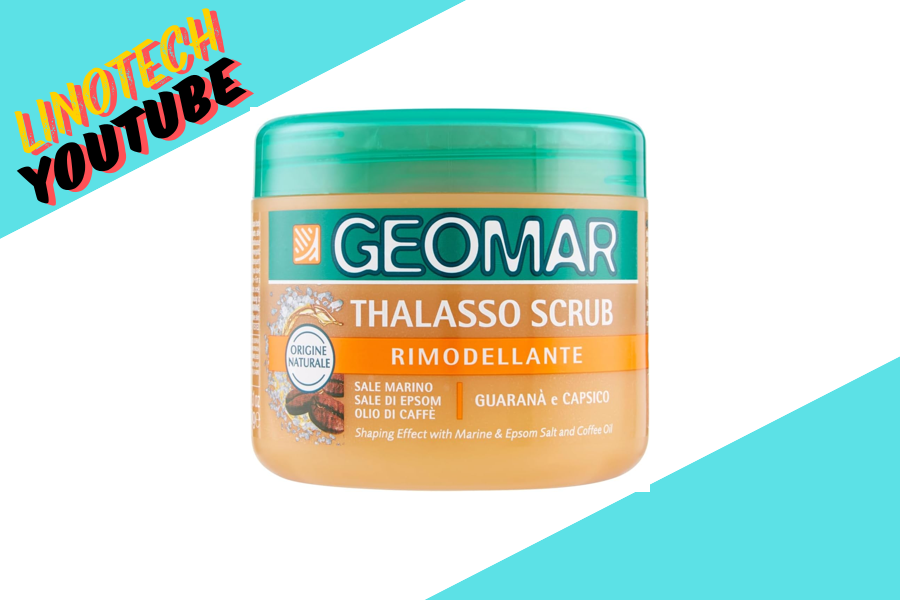 LINOTECH
YOUTUBE
GEOMAR
THALASSO SCRUB
RIMODELLANTE
ORIGINE
NATURALE
SALE MARINO
SALE DI EPSOM
OLIO DI CAFFÈ
GUARANÀ e CAPSICO
Shaping Effect with Marine & Epsom Salt and Coffee Oil